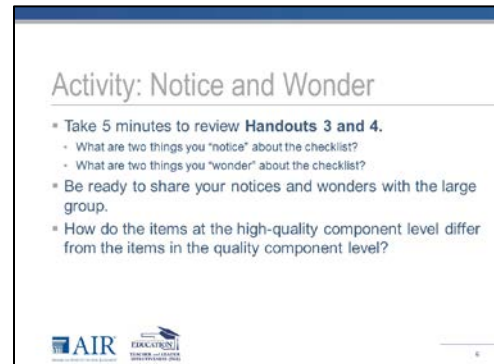 Activity: Notice and Wonder
▪ Take 5 minutes to review Handouts 3 and 4.
• What are two things you “notice” about the checklist?
• What are two things you “wonder” about the checklist?
▪ Be ready to share your notices and wonders with the large
group.
▪ How do the items at the high-quality component level differ
from the items in the quality component level?
AIR
EDUCATION
6